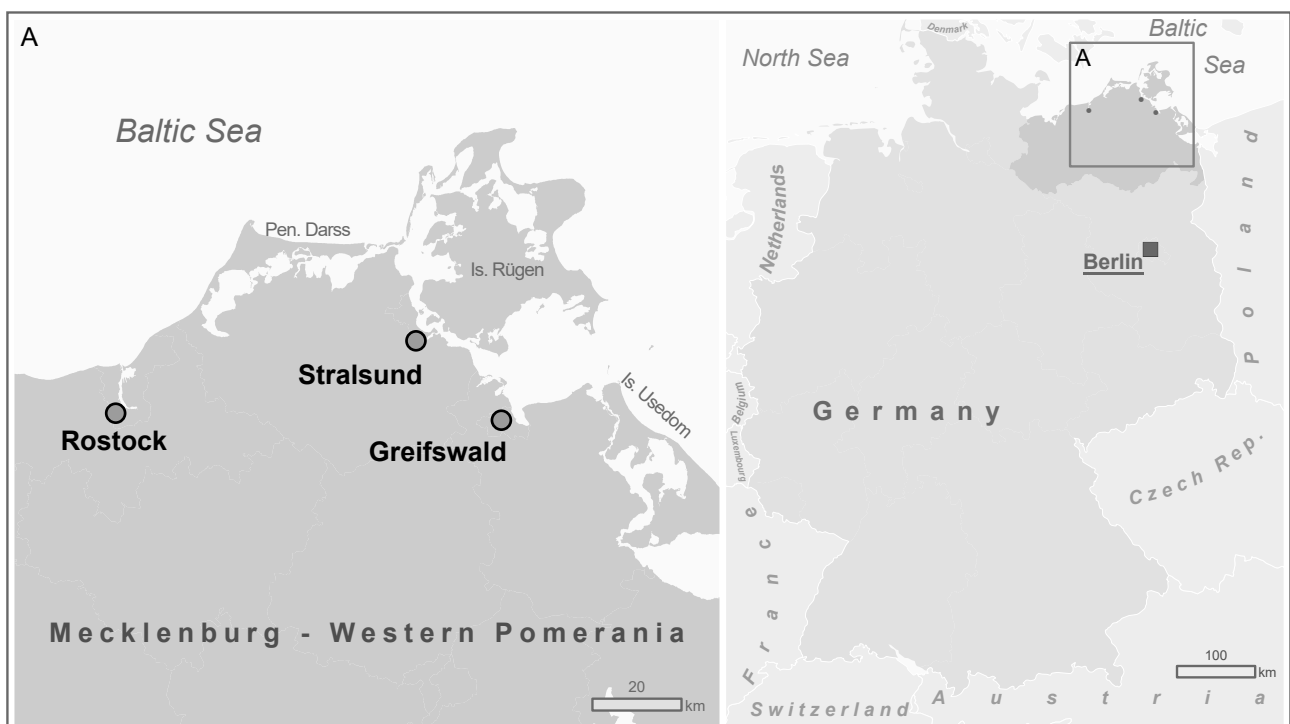 A
Baltic Sea
Pen. Darss
Is. Rügen
Stralsund
Is. Usedom
Rostock
Greifswald
Mecklenburg - Western Pomerania
20
km
Denmark
Baltic
Sea
North Sea
A
Netherlands
Poland
Berlin
Belgium
Luxembourg
Germany
Czech Rep.
France
100
km
Switzerland
Austria